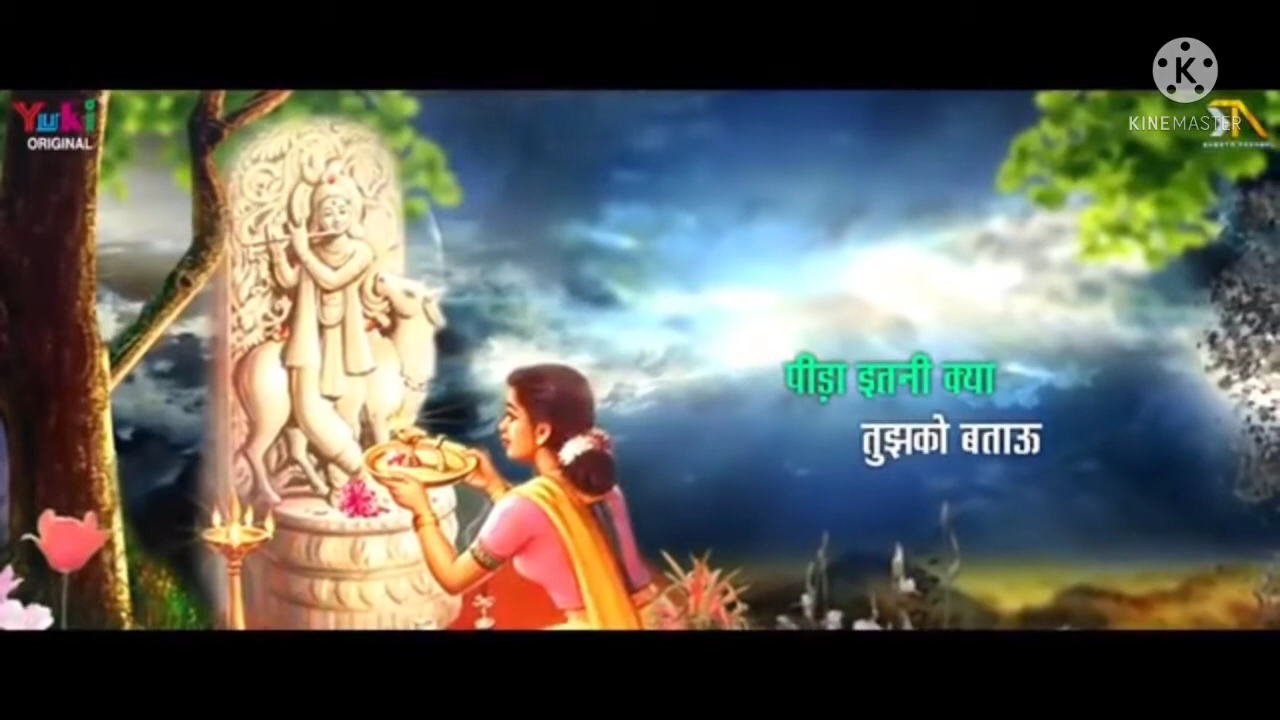 Yuki
ORIGINAL
K
KINEMASTER
पीड़ा इतनी क्या
तुझको बताऊ